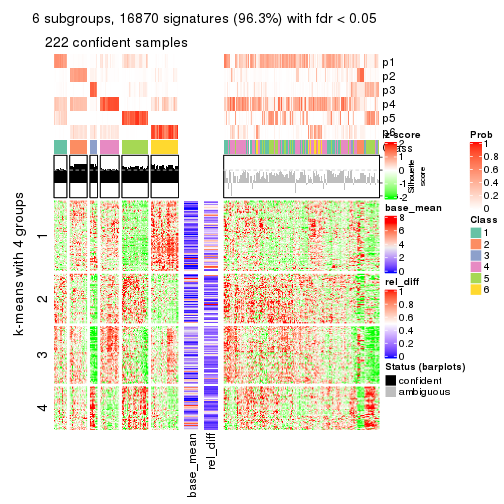 6 subgroups, 16870 signatures (96.3%) with fdr < 0.05
222 confident samples
p1
p2
p3
p4
p5
p6
Class
Silhouette
score
k-means with 4 groups
1
2
3
4
base_mean
rel_diff
z-score
2
1
0
-1
-2
base_mean
8
6
4
2
0
rel_diff
1
0.8
0.6
0.4
0.2
0
Status (barplots)
confident
ambiguous
Prob
1
0.8
0.6
0.4
0.2
0
Class
1
2
3
4
5
6